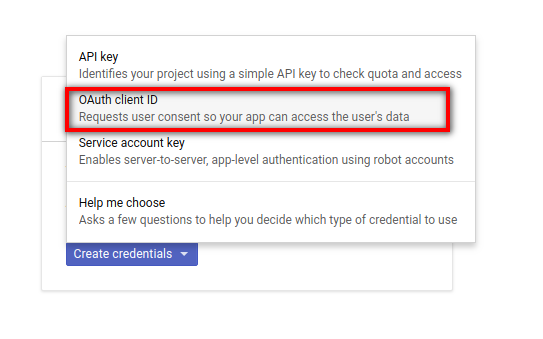 API key
Identifies your project using a simple API key to check quota and access
OAuth client ID
Requests user consent so your app can access the user's data
Service account key
Enables server-to-server, app-level authentication using robot accounts
Help me choose
Asks a few questions to help you decide which type of credential to use
Create credentials